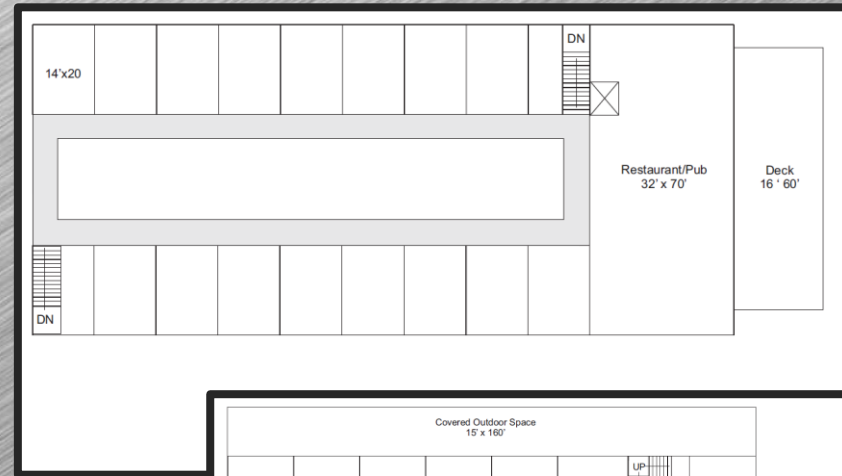 DN
14'x20
Restaurant/Pub
32' x 70'
Deck
16 ' 60'
DN
Covered Outdoor Space
15' x 160'
UP